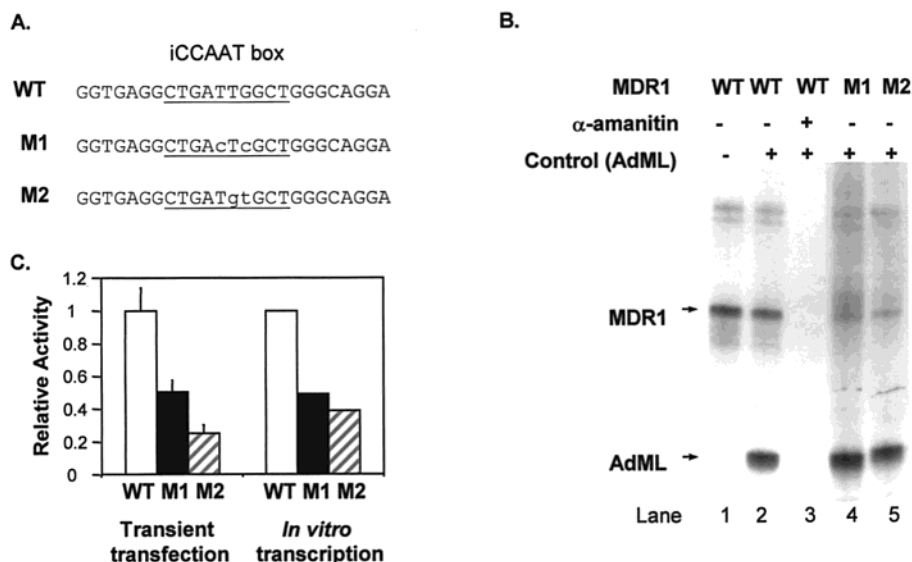 A.
iCCAAT box
WT GGTGAGGCTGATTGGCTGGGCAGGA
M1 GGTGAGGCTGAcTcGCTGGGCAGGA
M2 GGTGAGGCTGATgtGCTGGGCAGGA
B.
MDR1 WT WT WT M1 M2
α-amanitin - - + - -
Control (AdML) - + + + +
MDR1
AdML
Lane 1 2 3 4 5
C.
Relative Activity
1.2
1
0.8
0.6
0.4
0.2
0
WT M1 M2 WT M1 M2
Transient transfection
In vitro transcription